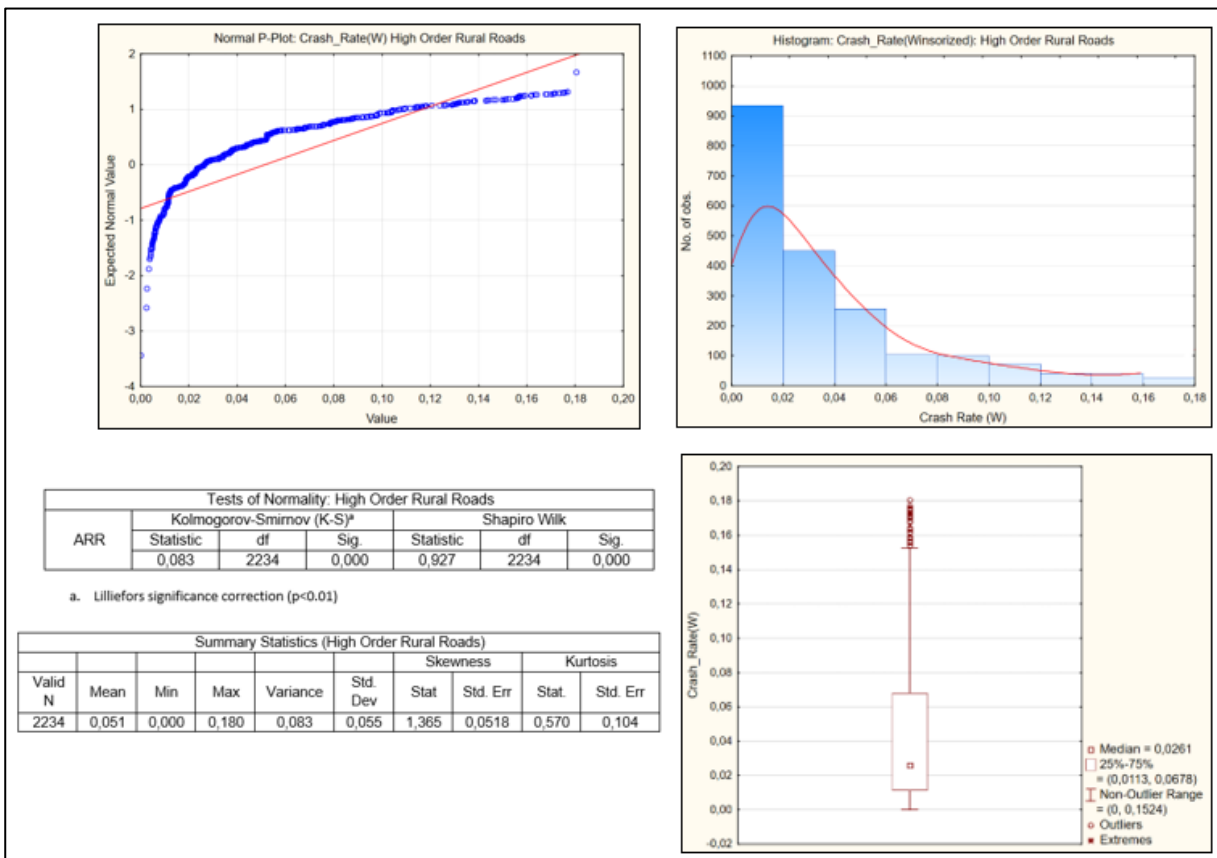 Normal P-Plot: Crash_Rate(W) High Order Rural Roads
2
1
0
-1
-2
-3
-4
Expected Normal Value
0,00 0,02 0,04 0,06 0,08 0,10 0,12 0,14 0,16 0,18 0,20
Value
Histogram: Crash_Rate(Winsorized): High Order Rural Roads
1100
1000
900
800
700
600
500
400
300
200
100
0
No. of obs.
0,00 0,02 0,04 0,06 0,08 0,10 0,12 0,14 0,16 0,18
Crash Rate (W)
Tests of Normality: High Order Rural Roads
ARR Kolmogorov-Smirnov (K-S)ª Shapiro Wilk
Statistic df Sig. Statistic df Sig.
0,083 2234 0,000 0,927 2234 0,000
a. Lilliefors significance correction (p<0.01)
Summary Statistics (High Order Rural Roads)
Skewness Kurtosis
Valid N Mean Min Max Variance Std. Dev Stat Std. Err Stat. Std. Err
2234 0,051 0,000 0,180 0,083 0,055 1,365 0,0518 0,570 0,104
0,20
0,18
0,16
0,14
0,12
0,10
0,08
0,06
0,04
0,02
0,00
-0,02
Crash_Rate(W)
Median = 0,0261
25%-75%
= (0,0113, 0,0678)
Non-Outlier Range
= (0, 0,1524)
Outliers
Extremes